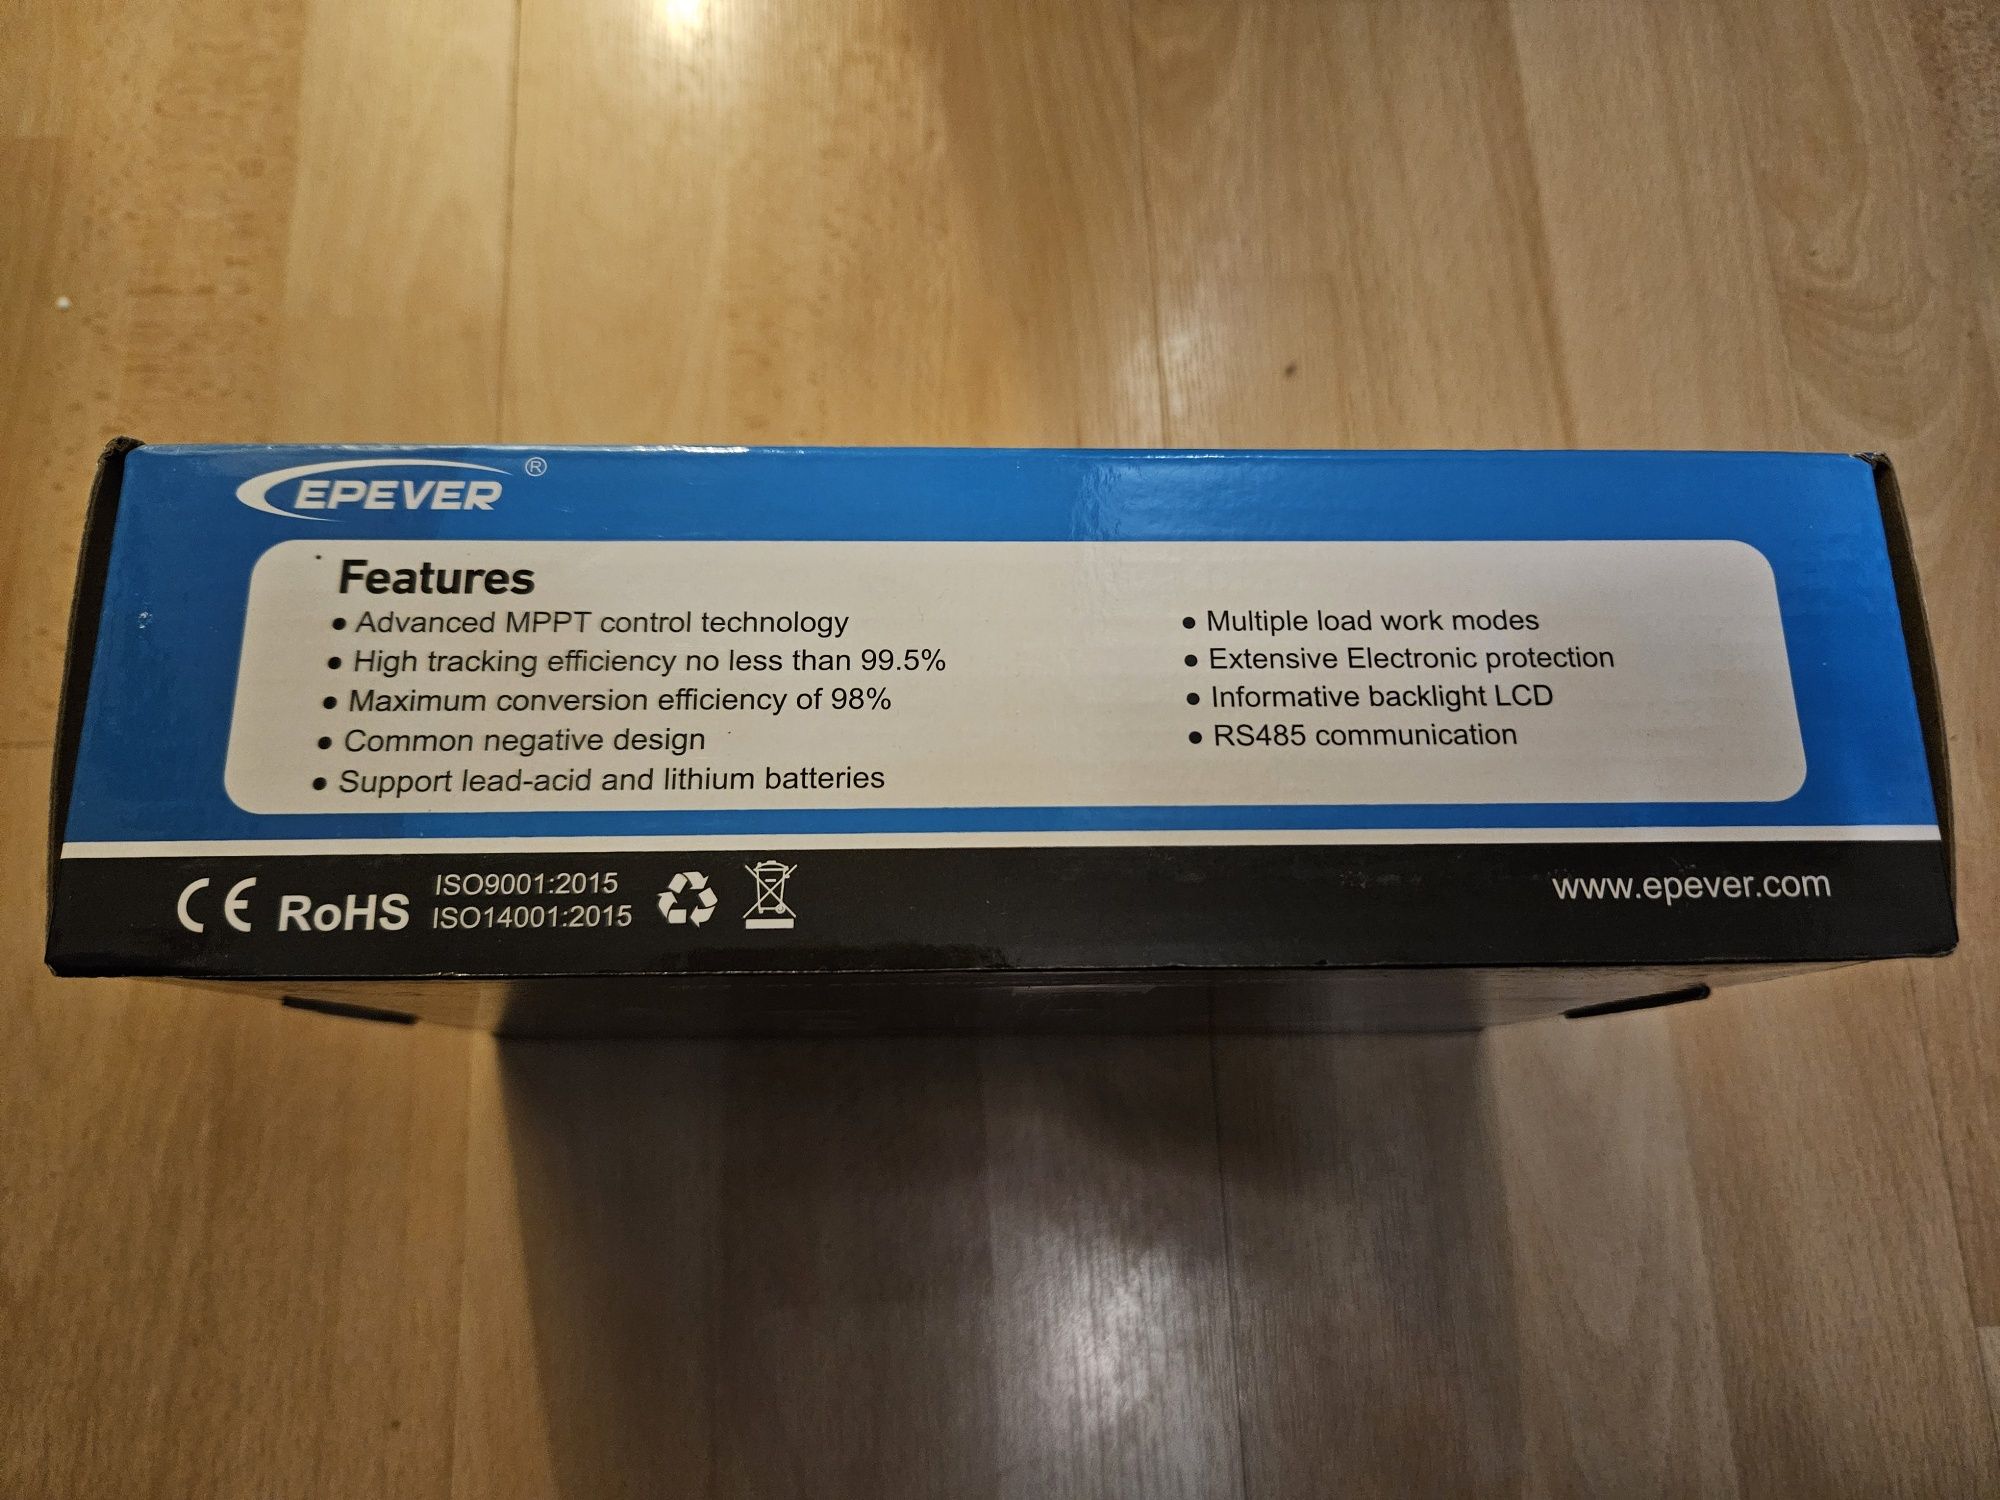 EPEVER®
Features
• Advanced MPPT control technology
• High tracking efficiency no less than 99.5%
• Maximum conversion efficiency of 98%
• Common negative design
• Support lead-acid and lithium batteries
• Multiple load work modes
• Extensive Electronic protection
• Informative backlight LCD
• RS485 communication
CE RoHS
ISO9001:2015
ISO14001:2015
www.epever.com